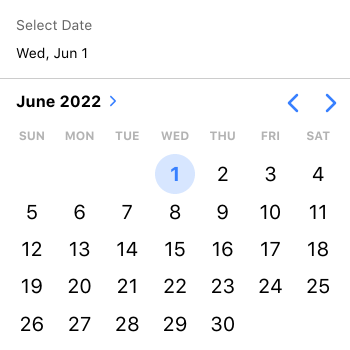 Select Date
Wed, Jun 1
June 2022
SUN MON TUE WED THU FRI SAT
1 2 3 4
5 6 7 8 9 10 11
12 13 14 15 16 17 18
19 20 21 22 23 24 25
26 27 28 29 30